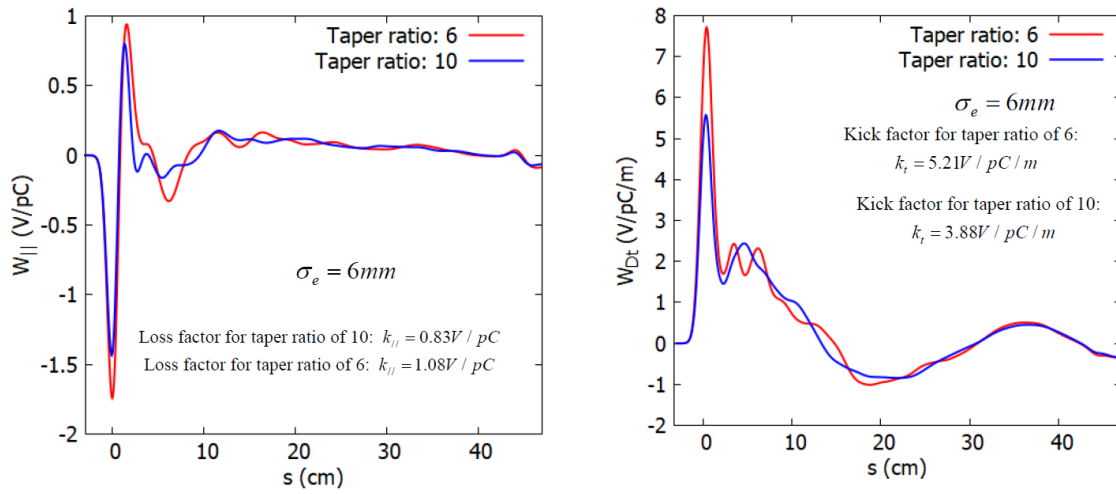 1
0.5
0
-0.5
-1
-1.5
-2
W|| (V/pC)
Taper ratio: 6
Taper ratio: 10
σe = 6mm
Loss factor for taper ratio of 10: k// = 0.83V / pC
Loss factor for taper ratio of 6: k// = 1.08V / pC
0 10 20 30 40
s (cm)
8
7
6
5
4
3
2
1
0
-1
-2
WDt (V/pC/m)
Taper ratio: 6
Taper ratio: 10
σe = 6mm
Kick factor for taper ratio of 6:
kt = 5.21V / pC / m
Kick factor for taper ratio of 10:
kt = 3.88V / pC / m
0 10 20 30 40
s (cm)